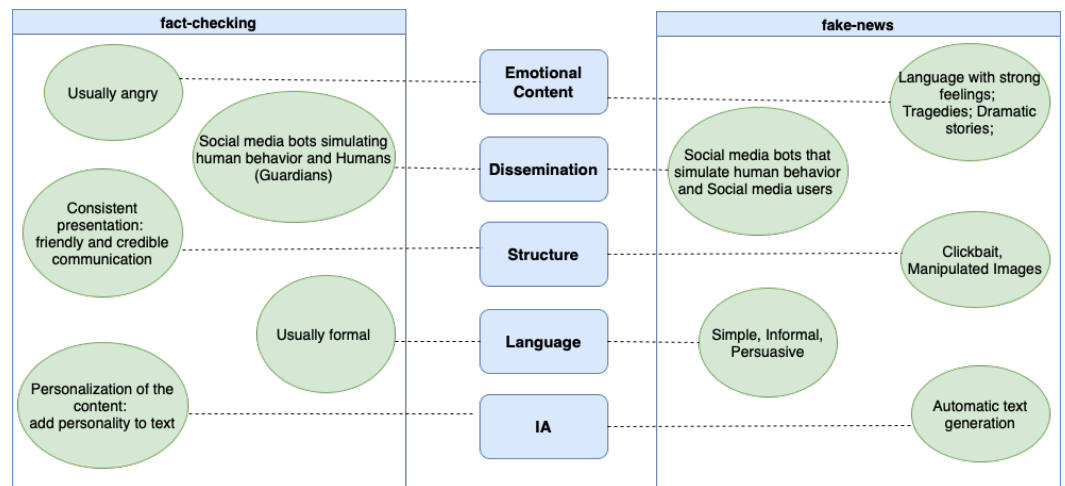 fact-checking
fake-news
Usually angry
Emotional
Content
Language with strong
feelings;
Tragedies; Dramatic
stories;
Social media bots simulating
human behavior and Humans
(Guardians)
Dissemination
Social media bots that
simulate human behavior
and Social media users
Consistent
presentation:
friendly and credible
communication
Structure
Clickbait,
Manipulated Images
Usually formal
Language
Simple, Informal,
Persuasive
Personalization of the
content:
add personality to text
IA
Automatic text
generation